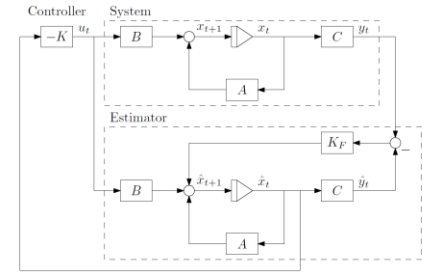 Controller System
−K u_t B x_{t+1} x_t C y_t
A
Estimator
K_F −
B x̂_{t+1} x̂_t C ŷ_t
A